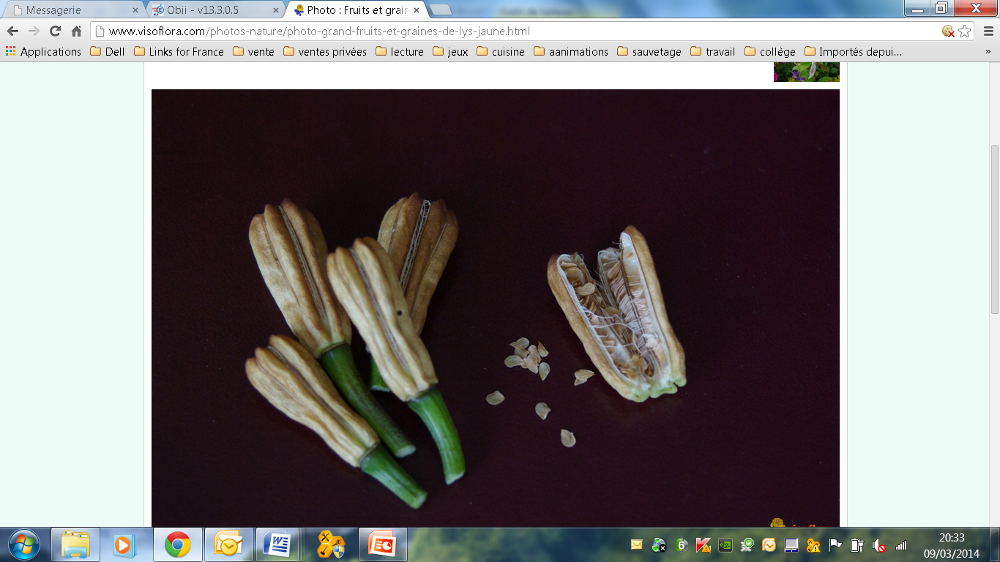 Messagerie
Obii - v13.3.0.5
Photo : Fruits et grain
www.visoflora.com/photos-nature/photo-grand-fruits-et-graines-de-lys-jaune.html
Applications Dell Links for France vente ventes privées lecture jeux cuisine aanimations sauvetage travail collège Importés depui... »
20:33
09/03/2014